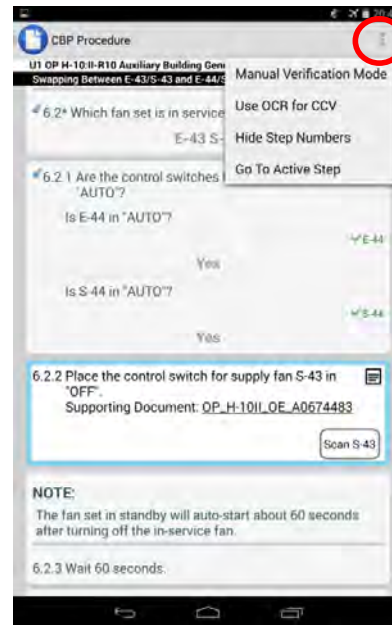 CBP Procedure
U1 OP H-10:II-R10 Auxiliary Building Gen
Swapping Between E-43/S-43 and E-44/S
Manual Verification Mode
Use OCR for CCV
Hide Step Numbers
Go To Active Step
6.2* Which fan set is in service
E-43 S-
6.2.1 Are the control switches
"AUTO"?
Is E-44 in "AUTO"?
E-44
Yes
Is S-44 in "AUTO"?
S-44
Yes
6.2.2 Place the control switch for supply fan S-43 in
"OFF".
Supporting Document: OP_H-10II_OE_A0674483
Scan S-43
NOTE:
The fan set in standby will auto-start about 60 seconds
after turning off the in-service fan.
6.2.3 Wait 60 seconds.